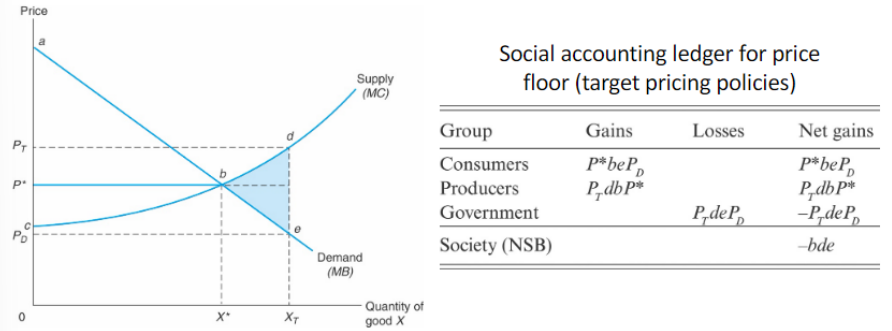 Price
a
Supply
(MC)
P_T
d
P*
b
c
P_D
e
Demand
(MB)
Quantity of
good X
0
X*
X_T
Social accounting ledger for price
floor (target pricing policies)
Group Gains Losses Net gains
Consumers P*beP_D P*beP_D
Producers P_TdbP* P_TdbP*
Government P_TdeP_D –P_TdeP_D
Society (NSB) –bde